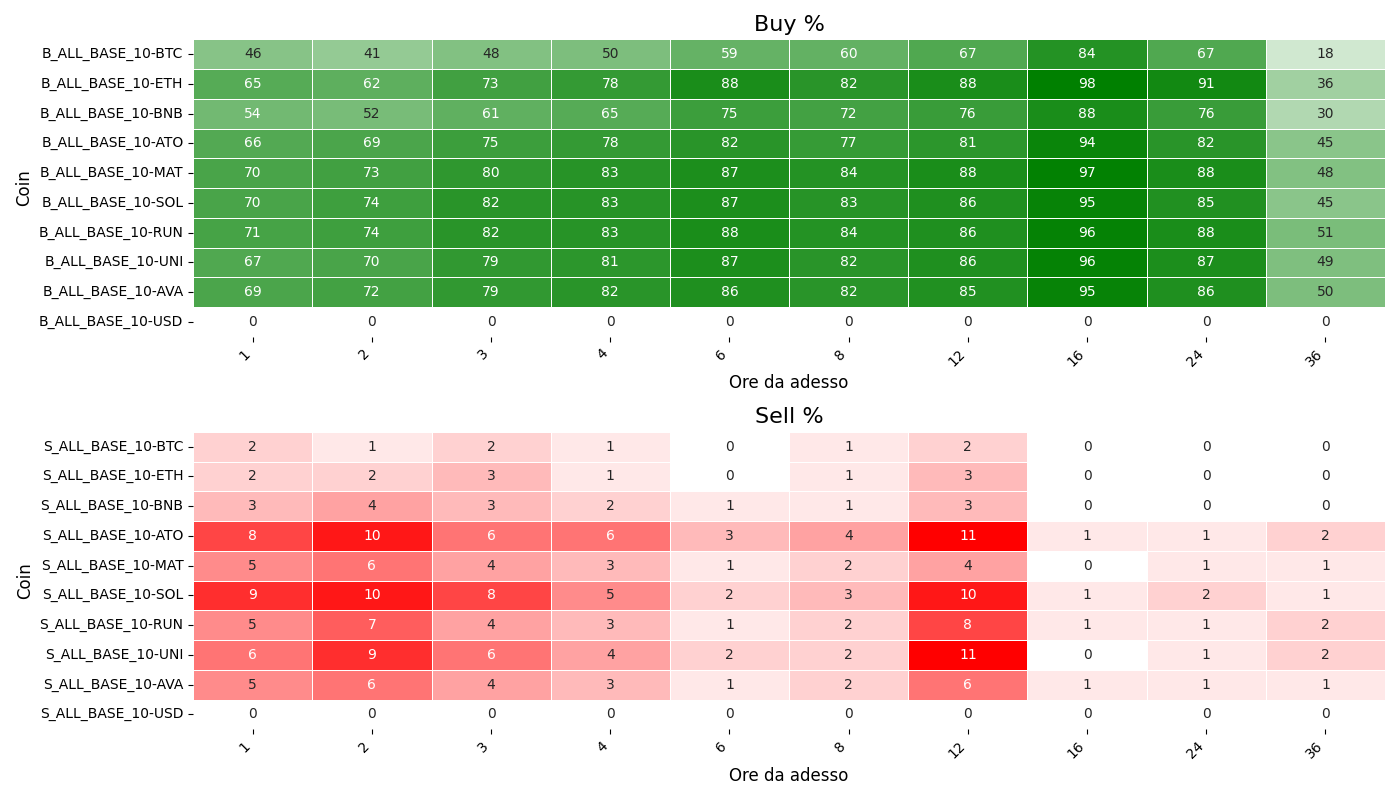 Buy %
Coin
B_ALL_BASE_10-BTC 46 41 48 50 59 60 67 84 67 18
B_ALL_BASE_10-ETH 65 62 73 78 88 82 88 98 91 36
B_ALL_BASE_10-BNB 54 52 61 65 75 72 76 88 76 30
B_ALL_BASE_10-ATO 66 69 75 78 82 77 81 94 82 45
B_ALL_BASE_10-MAT 70 73 80 83 87 84 88 97 88 48
B_ALL_BASE_10-SOL 70 74 82 83 87 83 86 95 85 45
B_ALL_BASE_10-RUN 71 74 82 83 88 84 86 96 88 51
B_ALL_BASE_10-UNI 67 70 79 81 87 82 86 96 87 49
B_ALL_BASE_10-AVA 69 72 79 82 86 82 85 95 86 50
B_ALL_BASE_10-USD 0 0 0 0 0 0 0 0 0 0
1 2 3 4 6 8 12 16 24 36
Ore da adesso
Sell %
Coin
S_ALL_BASE_10-BTC 2 1 2 1 0 1 2 0 0 0
S_ALL_BASE_10-ETH 2 2 3 1 0 1 3 0 0 0
S_ALL_BASE_10-BNB 3 4 3 2 1 1 3 0 0 0
S_ALL_BASE_10-ATO 8 10 6 6 3 4 11 1 1 2
S_ALL_BASE_10-MAT 5 6 4 3 1 2 4 0 1 1
S_ALL_BASE_10-SOL 9 10 8 5 2 3 10 1 2 1
S_ALL_BASE_10-RUN 5 7 4 3 1 2 8 1 1 2
S_ALL_BASE_10-UNI 6 9 6 4 2 2 11 0 1 2
S_ALL_BASE_10-AVA 5 6 4 3 1 2 6 1 1 1
S_ALL_BASE_10-USD 0 0 0 0 0 0 0 0 0 0
1 2 3 4 6 8 12 16 24 36
Ore da adesso